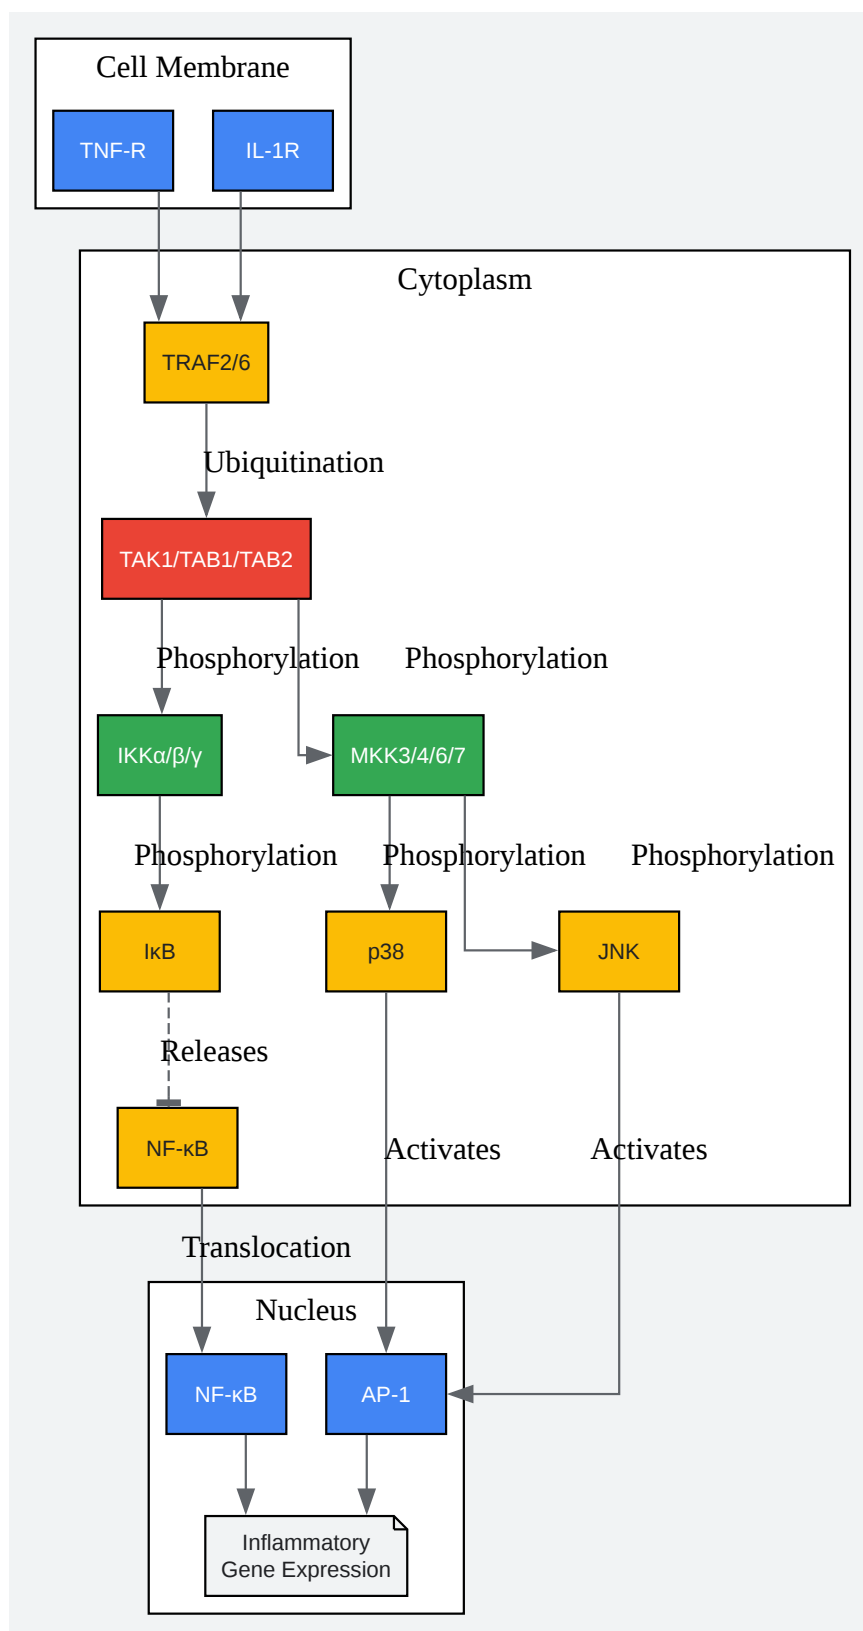 Cell Membrane
TNF-R
IL-1R
Cytoplasm
TRAF2/6
Ubiquitination
TAK1/TAB1/TAB2
Phosphorylation
Phosphorylation
IKKα/β/γ
MKK3/4/6/7
Phosphorylation
Phosphorylation
Phosphorylation
IκB
p38
JNK
Releases
NF-κB
Activates
Activates
Translocation
Nucleus
NF-κB
AP-1
Inflammatory
Gene Expression